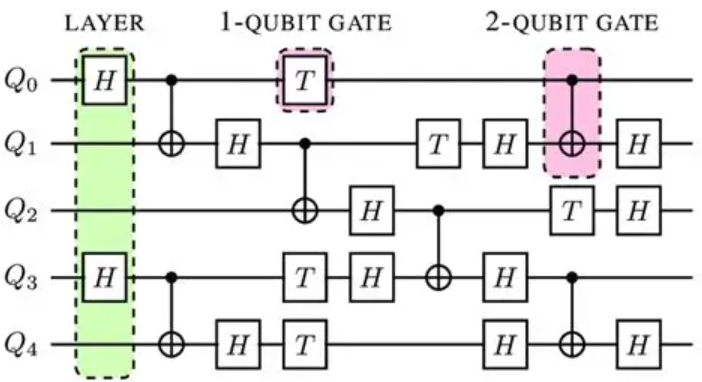 LAYER 1-QUBIT GATE 2-QUBIT GATE
Q₀ H T
Q₁ H T H H
Q₂ H T H
Q₃ H T H H
Q₄ H T H H